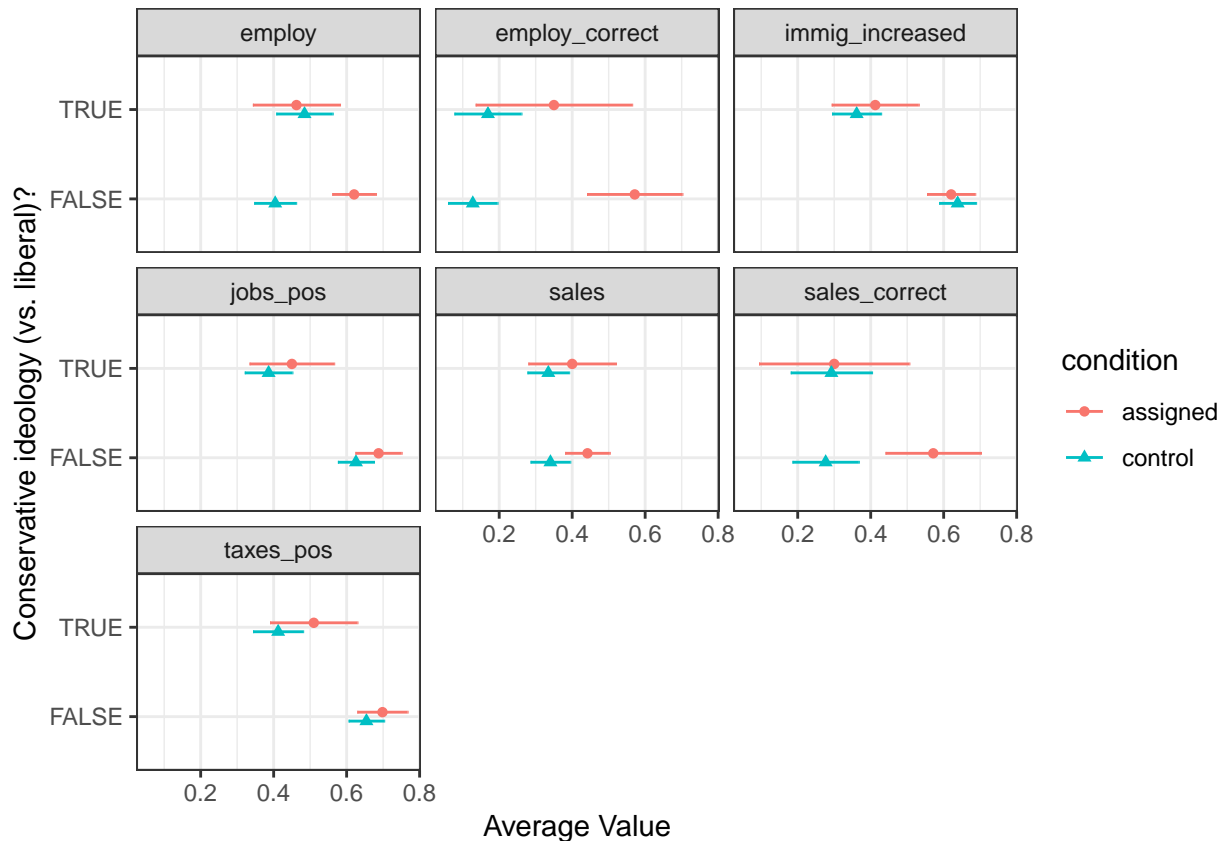 employ
employ_correct
immig_increased
TRUE
FALSE
jobs_pos
sales
sales_correct
TRUE
FALSE
0.2 0.4 0.6 0.8
0.2 0.4 0.6 0.8
taxes_pos
TRUE
FALSE
0.2 0.4 0.6 0.8
Average Value
Conservative ideology (vs. liberal)?
condition
assigned
control